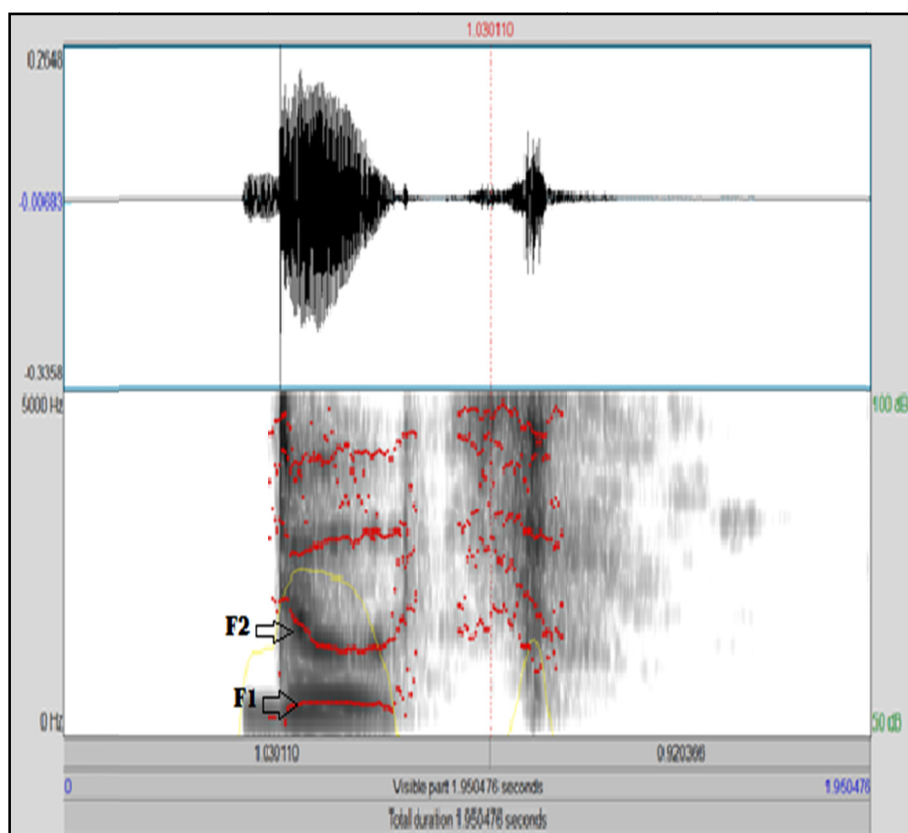 1.030110
0.2648
-0.00683
-0.3358
5000 Hz
100 dB
F2
F1
0 Hz
50 dB
1.030110 0.920366
0 Visible part 1.950476 seconds 1.950476
Total duration 1.950476 seconds